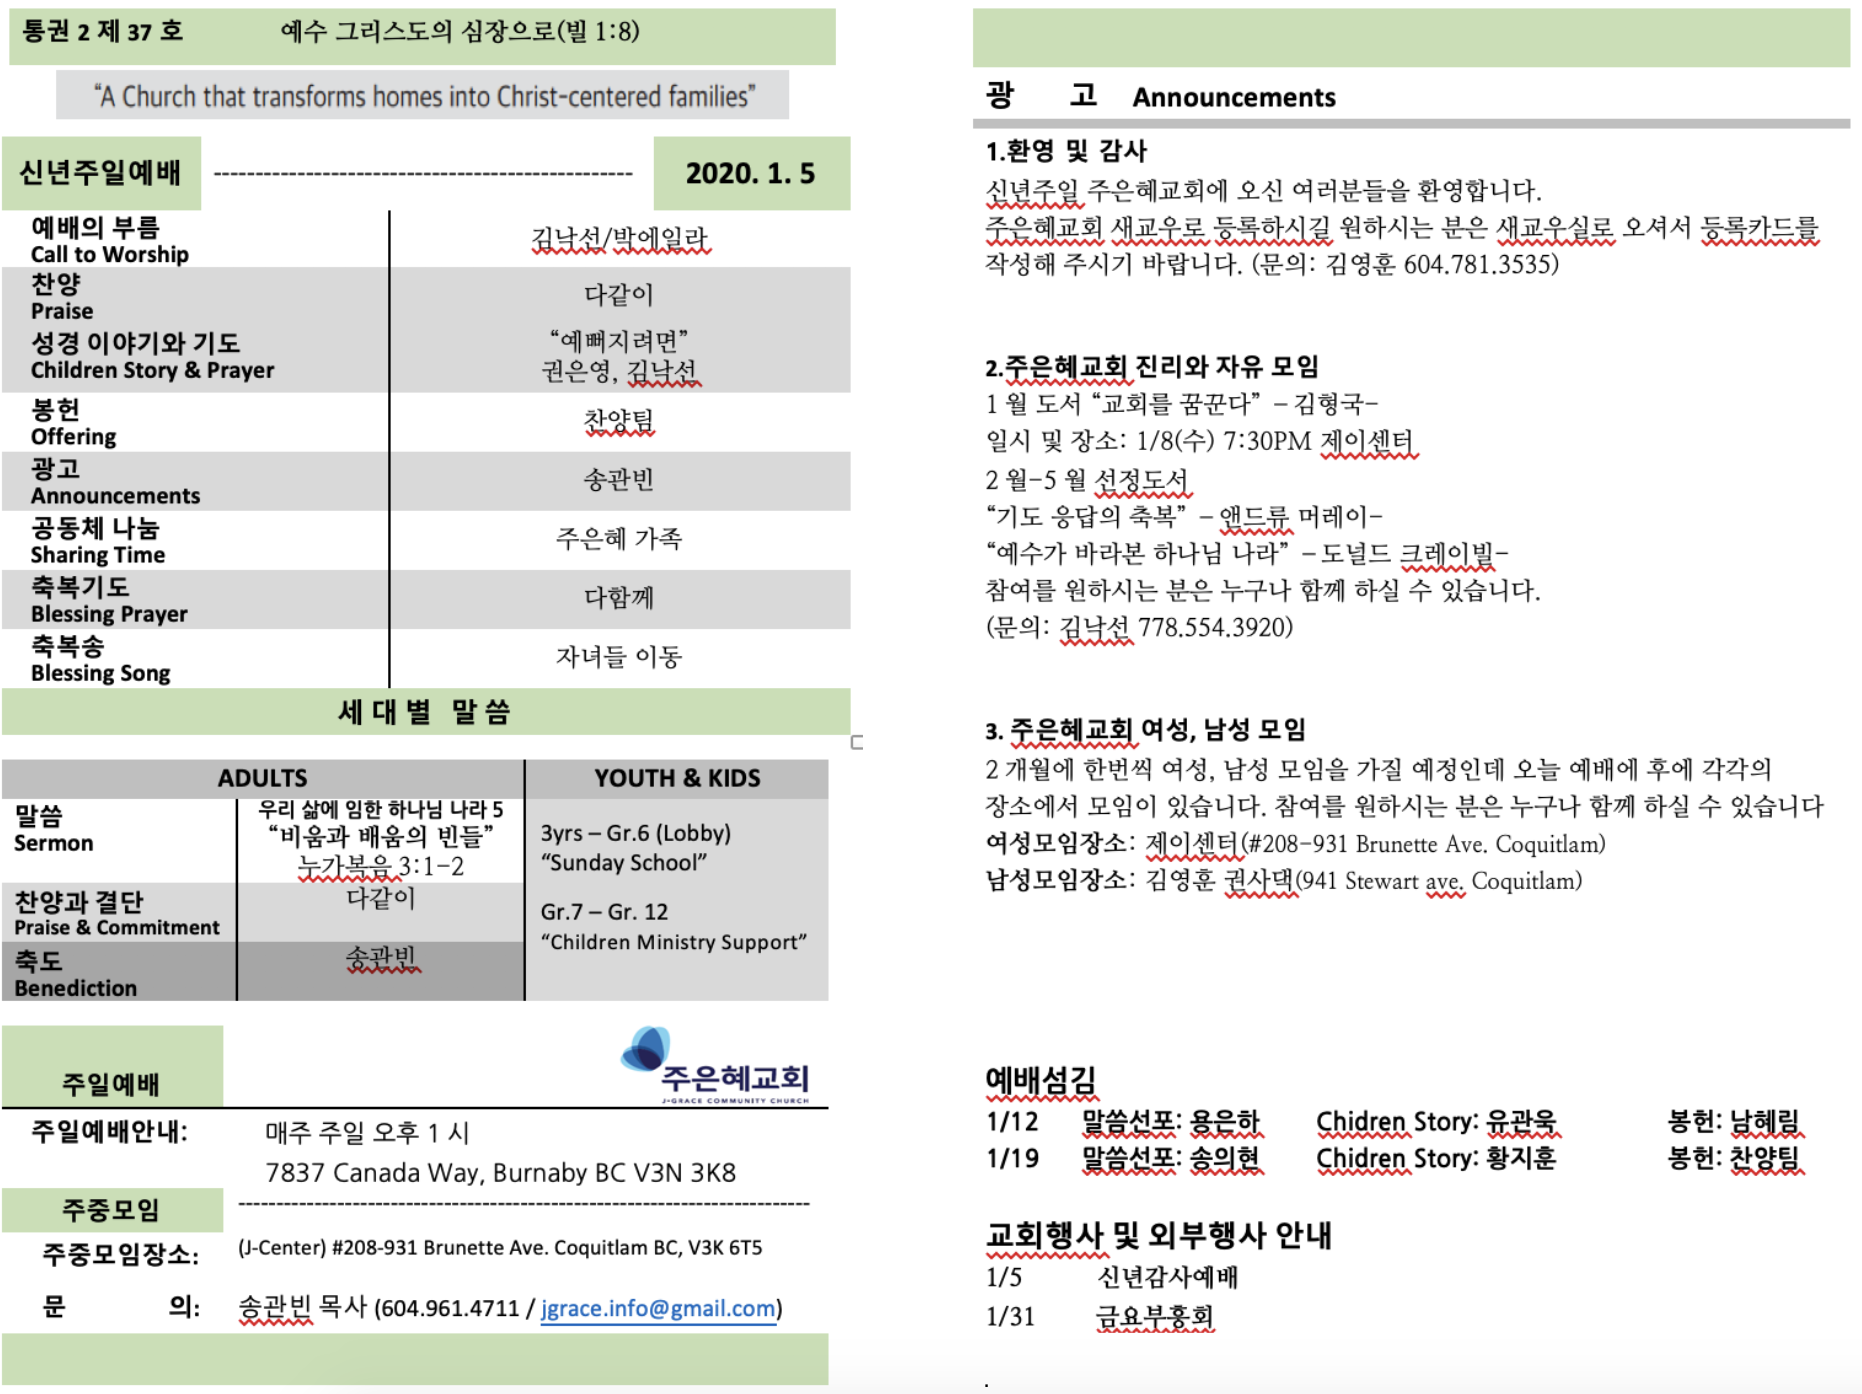 통권 2 제 37 호 예수 그리스도의 심장으로(빌 1:8)
“A Church that transforms homes into Christ-centered families”
신년주일예배 2020. 1. 5
예배의 부름
Call to Worship
김낙선/박에일라
찬양
Praise
다같이
성경 이야기와 기도
Children Story & Prayer
“예뻐지려면”
권은영, 김낙선
봉헌
Offering
찬양팀
광고
Announcements
송관빈
공동체 나눔
Sharing Time
주은혜 가족
축복기도
Blessing Prayer
다함께
축복송
Blessing Song
자녀들 이동
세대별 말씀
ADULTS
YOUTH & KIDS
말씀
Sermon
우리 삶에 임한 하나님 나라 5
“비움과 배움의 빈들”
누가복음 3:1-2
찬양과 결단
Praise & Commitment
다같이
축도
Benediction
송관빈
3yrs – Gr.6 (Lobby)
“Sunday School”
Gr.7 – Gr. 12
“Children Ministry Support”
주일예배
주은혜교회
J-GRACE COMMUNITY CHURCH
주일예배안내: 매주 주일 오후 1 시
7837 Canada Way, Burnaby BC V3N 3K8
주중모임
주중모임장소: (J-Center) #208-931 Brunette Ave. Coquitlam BC, V3K 6T5
문 의: 송관빈 목사 (604.961.4711 / jgrace.info@gmail.com)
광 고 Announcements
1.환영 및 감사
신년주일 주은혜교회에 오신 여러분들을 환영합니다.
주은혜교회 새교우로 등록하시길 원하시는 분은 새교우실로 오셔서 등록카드를
작성해 주시기 바랍니다. (문의: 김영훈 604.781.3535)
2.주은혜교회 진리와 자유 모임
1 월 도서 “교회를 꿈꾼다” – 김형국-
일시 및 장소: 1/8(수) 7:30PM 제이센터
2 월-5 월 선정도서
“기도 응답의 축복” – 앤드류 머레이-
“예수가 바라본 하나님 나라” – 도널드 크레이빌-
참여를 원하시는 분은 누구나 함께 하실 수 있습니다.
(문의: 김낙선 778.554.3920)
3. 주은혜교회 여성, 남성 모임
2 개월에 한번씩 여성, 남성 모임을 가질 예정인데 오늘 예배에 후에 각각의
장소에서 모임이 있습니다. 참여를 원하시는 분은 누구나 함께 하실 수 있습니다
여성모임장소: 제이센터(#208-931 Brunette Ave. Coquitlam)
남성모임장소: 김영훈 권사댁(941 Stewart ave. Coquitlam)
예배섬김
1/12 말씀선포: 용은하 Chidren Story: 유관욱 봉헌: 남혜림
1/19 말씀선포: 송의현 Chidren Story: 황지훈 봉헌: 찬양팀
교회행사 및 외부행사 안내
1/5 신년감사예배
1/31 금요부흥회
.